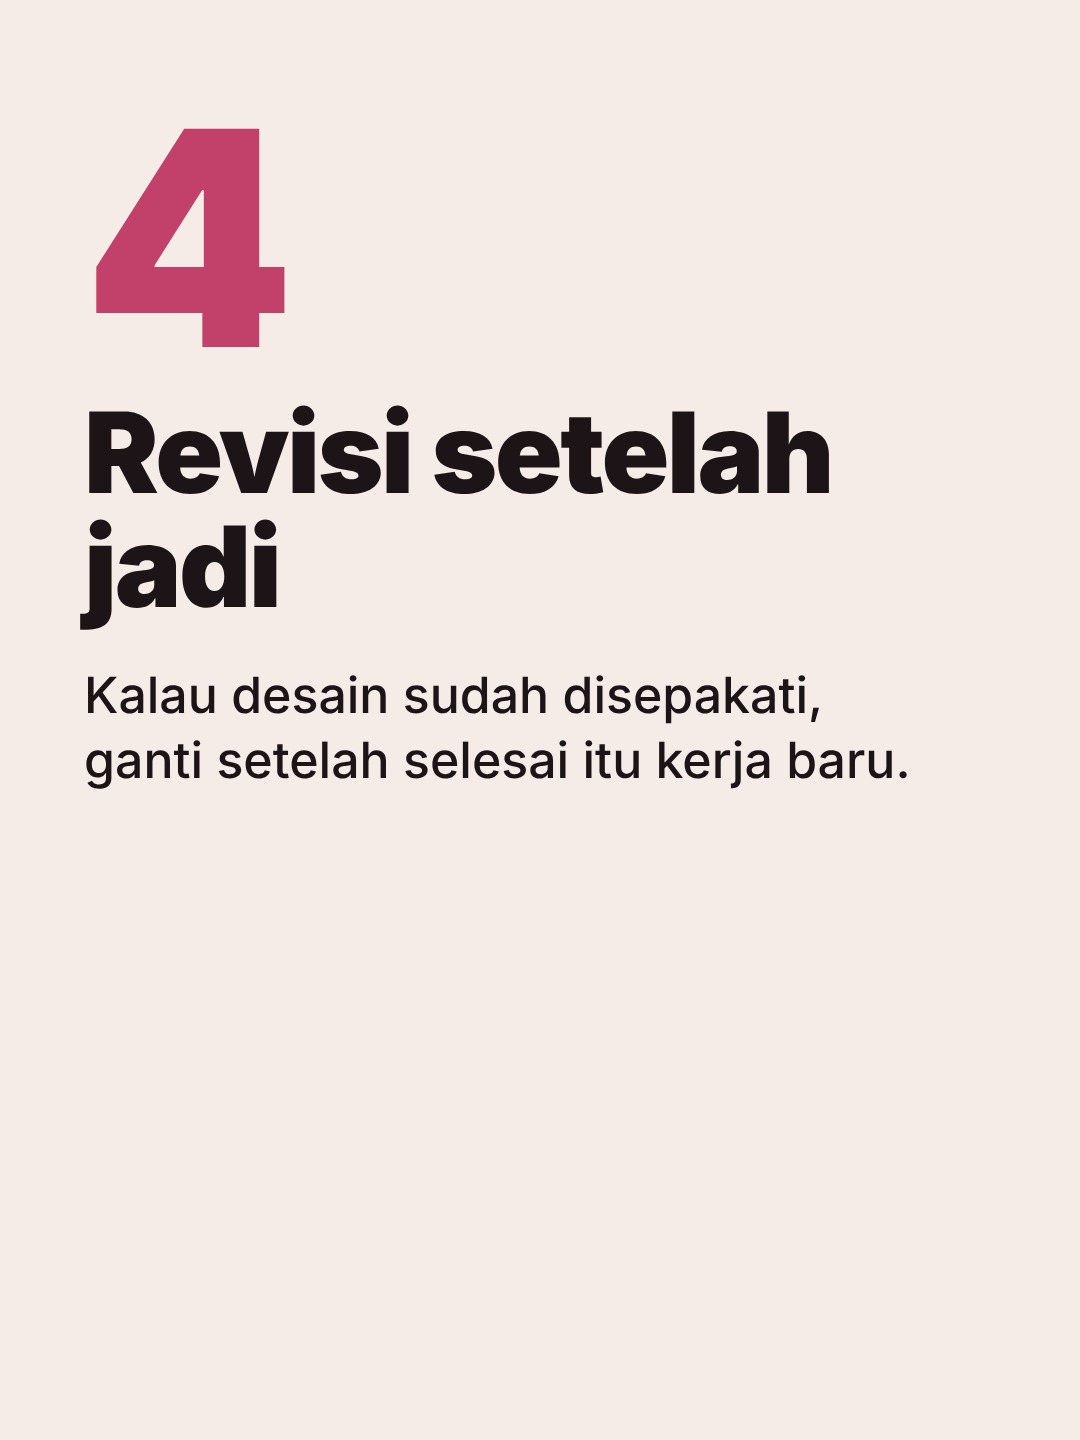 4
Revisi setelah
jadi
Kalau desain sudah disepakati,
ganti setelah selesai itu kerja baru.